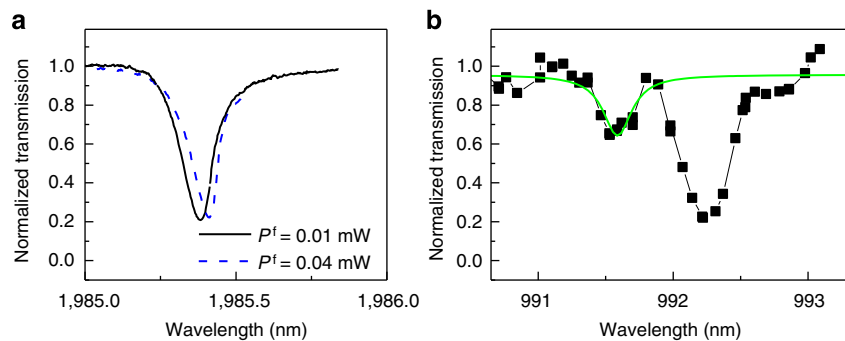 a
Normalized transmission
1.0
0.8
0.6
0.4
0.2
0.0
P^f = 0.01 mW
P^f = 0.04 mW
1,985.0
1,985.5
1,986.0
Wavelength (nm)
b
Normalized transmission
1.0
0.8
0.6
0.4
0.2
0.0
991
992
993
Wavelength (nm)